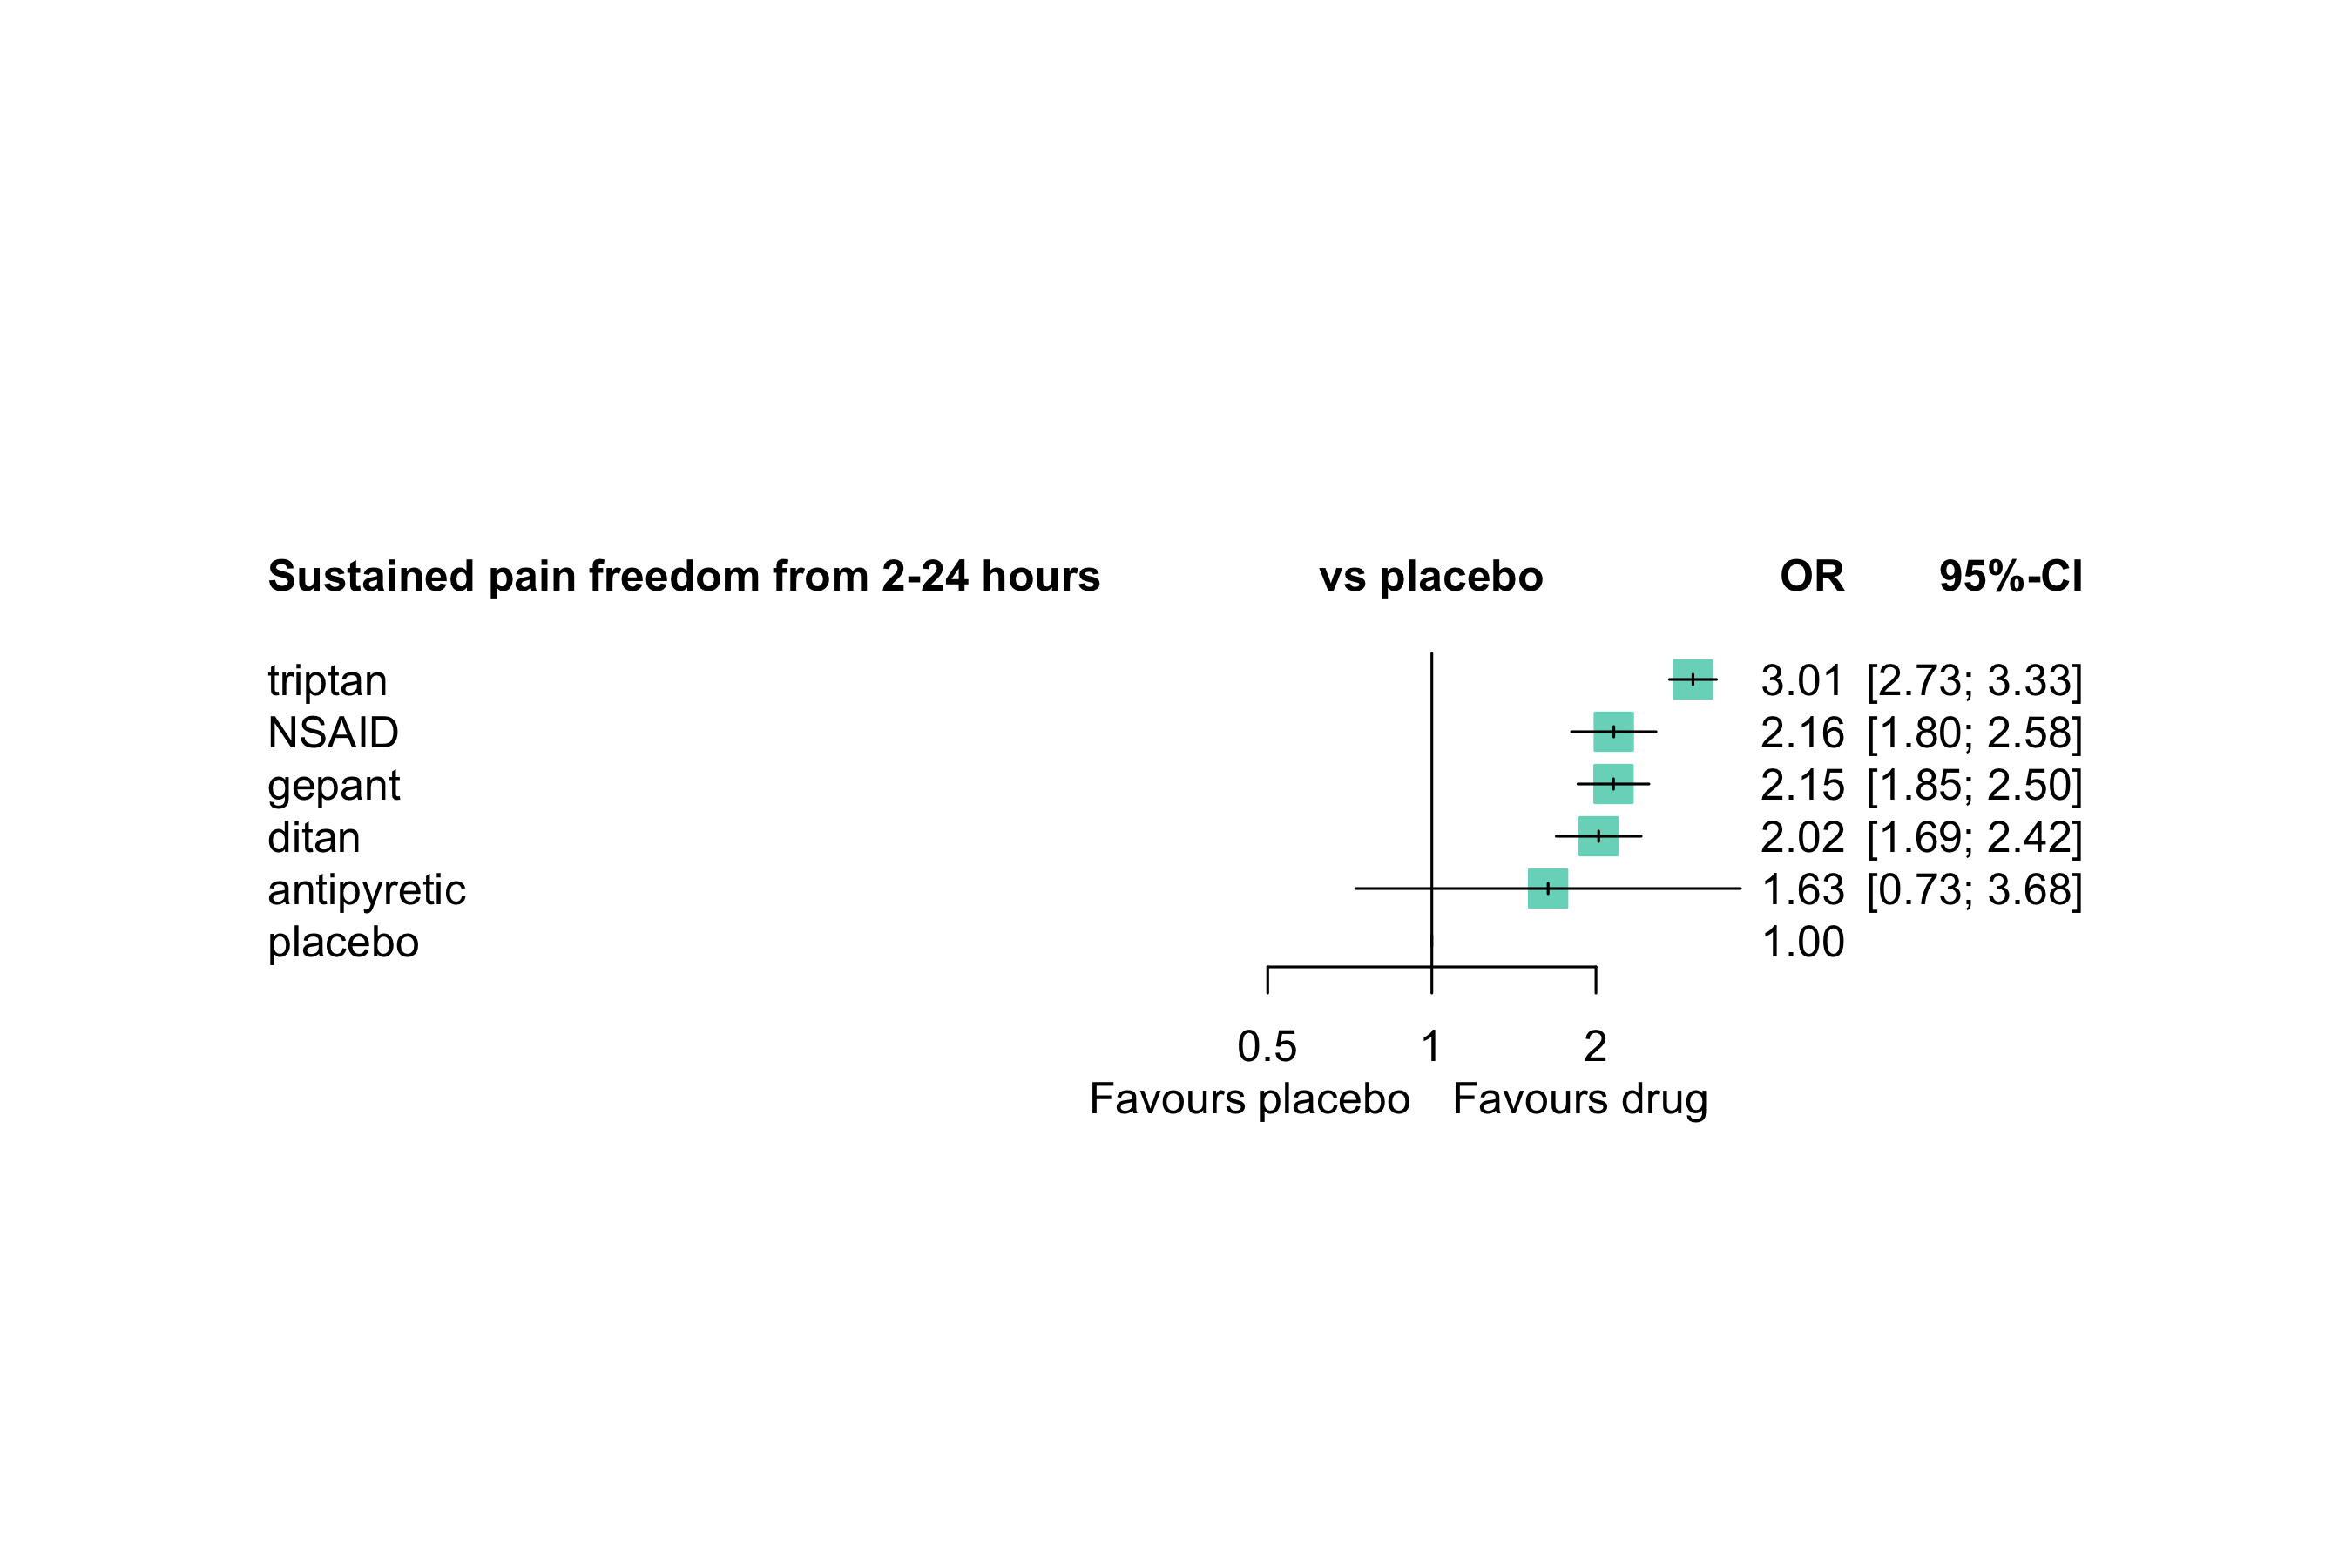 Sustained pain freedom from 2-24 hours vs placebo OR 95%-CI
triptan 3.01 [2.73; 3.33]
NSAID 2.16 [1.80; 2.58]
gepant 2.15 [1.85; 2.50]
ditan 2.02 [1.69; 2.42]
antipyretic 1.63 [0.73; 3.68]
placebo 1.00
0.5 1 2
Favours placebo Favours drug